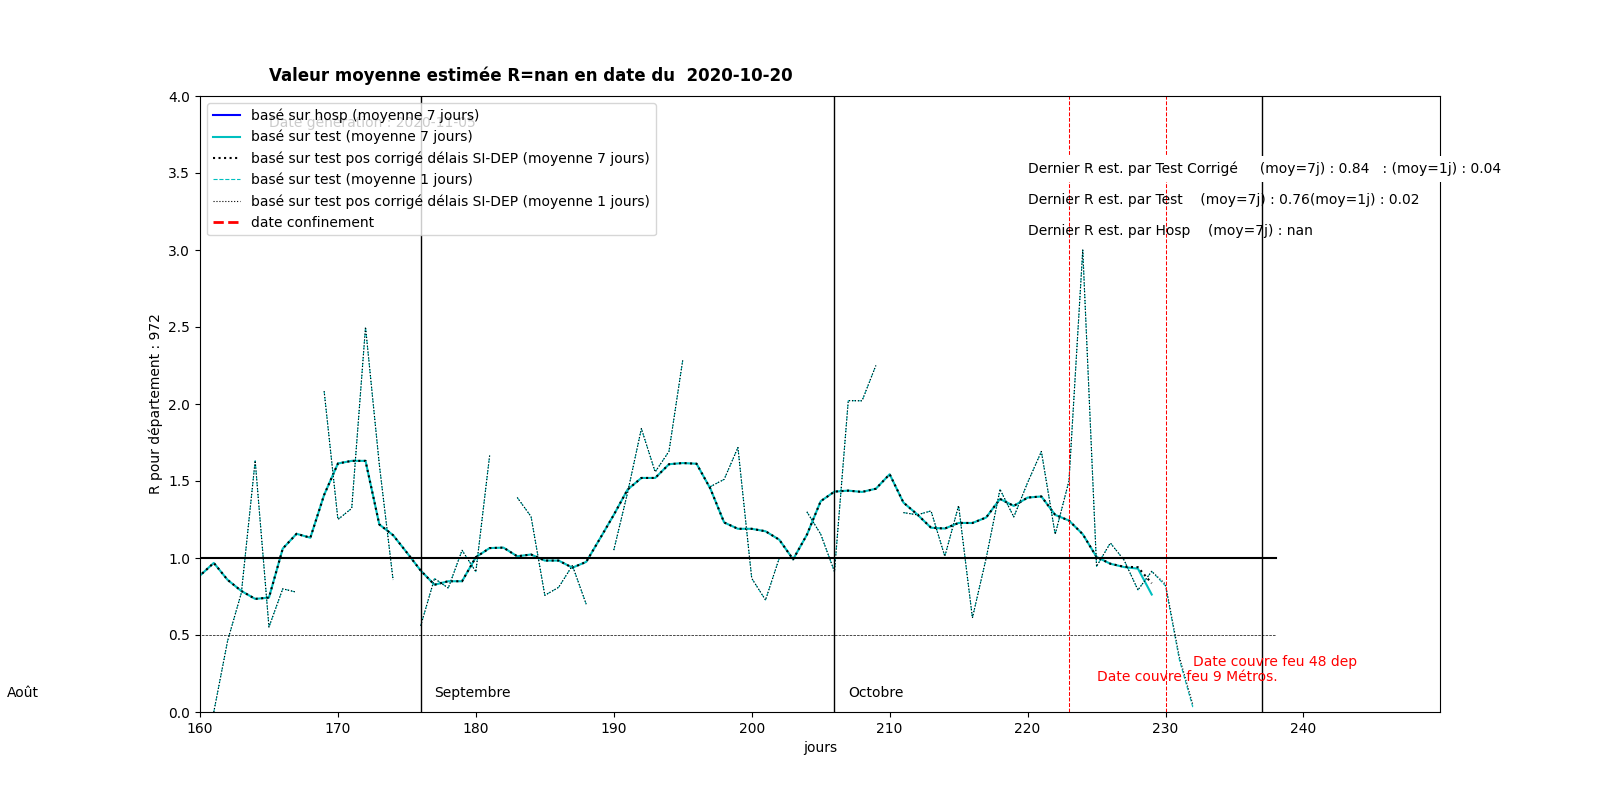 Valeur moyenne estimée R=nan en date du  2020-10-20
Date génération : 2020-11-05
basé sur hosp (moyenne 7 jours)
basé sur test (moyenne 7 jours)
basé sur test pos corrigé délais SI-DEP (moyenne 7 jours)
basé sur test (moyenne 1 jours)
basé sur test pos corrigé délais SI-DEP (moyenne 1 jours)
date confinement
Dernier R est. par Test Corrigé     (moy=7j) : 0.84   : (moy=1j) : 0.04
Dernier R est. par Test    (moy=7j) : 0.76(moy=1j) : 0.02
Dernier R est. par Hosp    (moy=7j) : nan
R pour département : 972
4.0
3.5
3.0
2.5
2.0
1.5
1.0
0.5
0.0
Date couvre feu 48 dep
Date couvre feu 9 Métros.
Août
Septembre
Octobre
160 170 180 190 200 210 220 230 240
jours